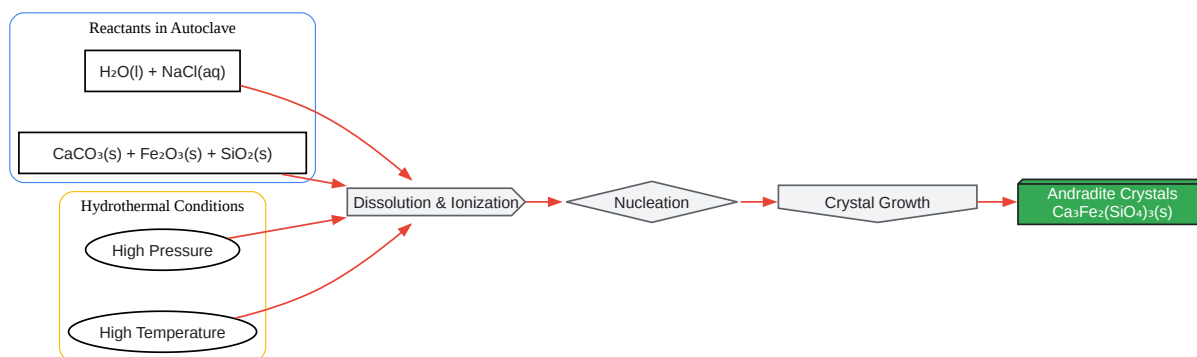 Reactants in Autoclave
H₂O(l) + NaCl(aq)
CaCO₃(s) + Fe₂O₃(s) + SiO₂(s)
Hydrothermal Conditions
High Pressure
High Temperature
Dissolution & Ionization
Nucleation
Crystal Growth
Andradite Crystals
Ca₃Fe₂(SiO₄)₃(s)